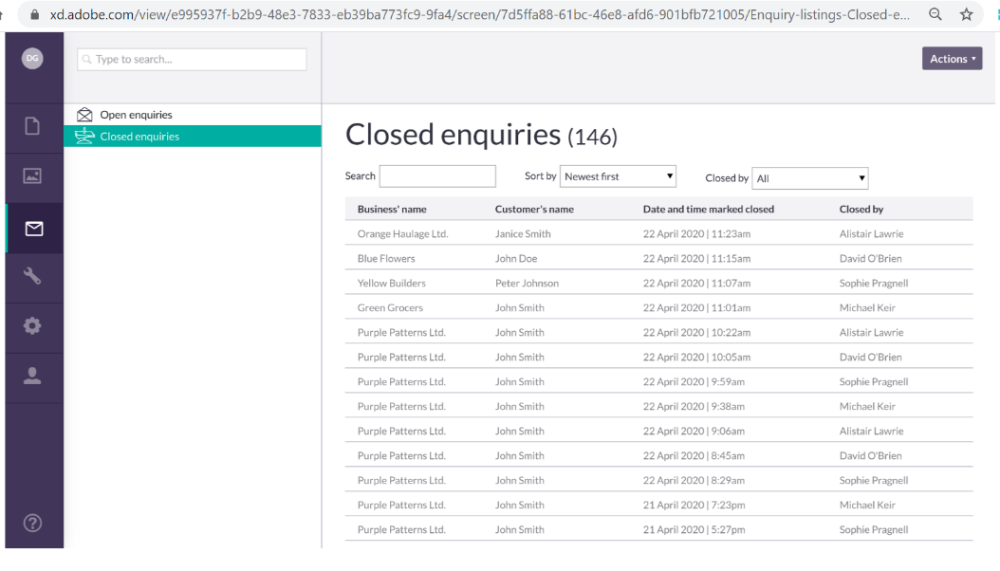 xd.adobe.com/view/e995937f-b2b9-48e3-7833-eb39ba773fc9-9fa4/screen/7d5ffa88-61bc-46e8-afd6-901bfb721005/Enquiry-listings-Closed-e...
DG
Type to search...
Actions
Open enquiries
Closed enquiries
Closed enquiries (146)
Search Sort by Newest first Closed by All
Business' name Customer's name Date and time marked closed Closed by
Orange Haulage Ltd. Janice Smith 22 April 2020 | 11:23am Alistair Lawrie
Blue Flowers John Doe 22 April 2020 | 11:15am David O'Brien
Yellow Builders Peter Johnson 22 April 2020 | 11:07am Sophie Pragnell
Green Grocers John Smith 22 April 2020 | 11:01am Michael Keir
Purple Patterns Ltd. John Smith 22 April 2020 | 10:22am Alistair Lawrie
Purple Patterns Ltd. John Smith 22 April 2020 | 10:05am David O'Brien
Purple Patterns Ltd. John Smith 22 April 2020 | 9:59am Sophie Pragnell
Purple Patterns Ltd. John Smith 22 April 2020 | 9:38am Michael Keir
Purple Patterns Ltd. John Smith 22 April 2020 | 9:06am Alistair Lawrie
Purple Patterns Ltd. John Smith 22 April 2020 | 8:45am David O'Brien
Purple Patterns Ltd. John Smith 22 April 2020 | 8:29am Sophie Pragnell
Purple Patterns Ltd. John Smith 21 April 2020 | 7:23pm Michael Keir
Purple Patterns Ltd. John Smith 21 April 2020 | 5:27pm Sophie Pragnell